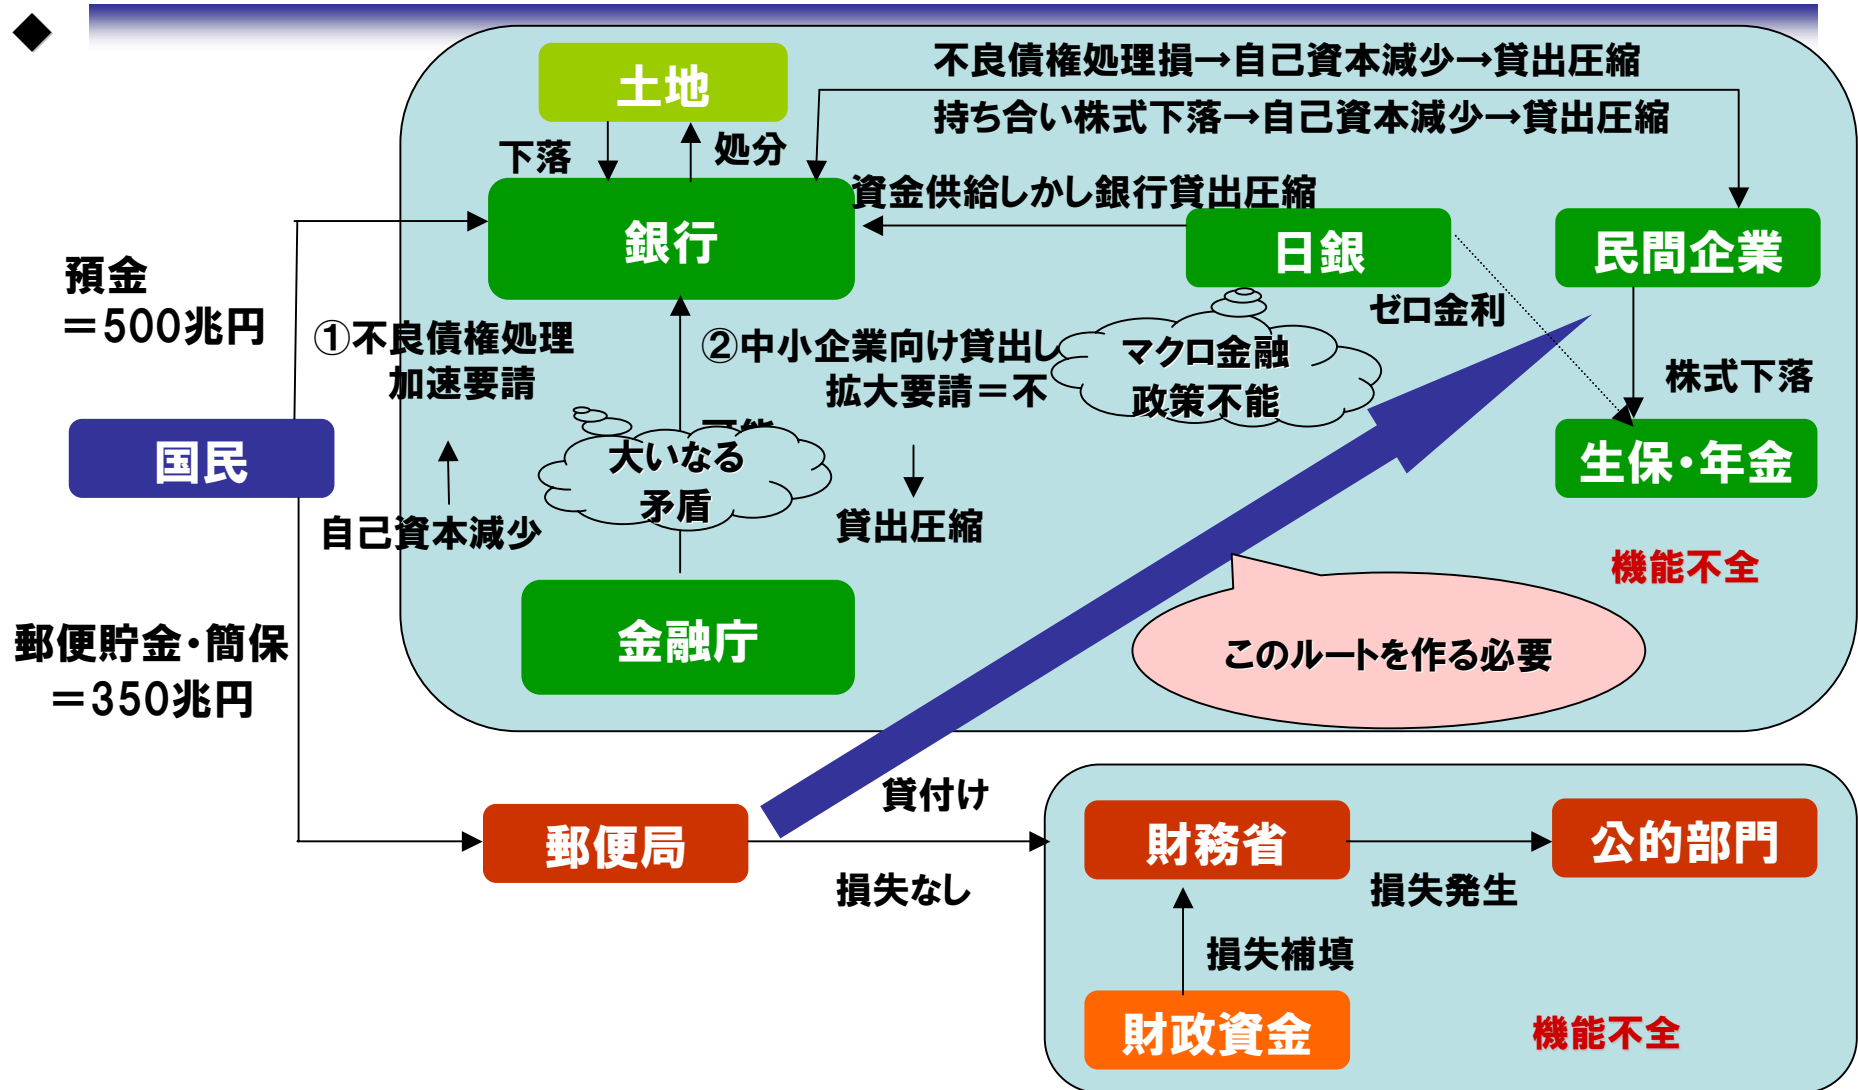 土地
不良債権処理損→自己資本減少→貸出圧縮
持ち合い株式下落→自己資本減少→貸出圧縮
下落
処分
資金供給しかし銀行貸出圧縮
銀行
日銀
民間企業
預金
=500兆円
①不良債権処理
加速要請
②中小企業向け貸出し
拡大要請=不
マクロ金融
政策不能
ゼロ金利
株式下落
国民
大いなる
矛盾
生保・年金
自己資本減少
貸出圧縮
機能不全
金融庁
このルートを作る必要
郵便貯金・簡保
=350兆円
貸付け
郵便局
財務省
公的部門
損失なし
損失発生
損失補填
財政資金
機能不全